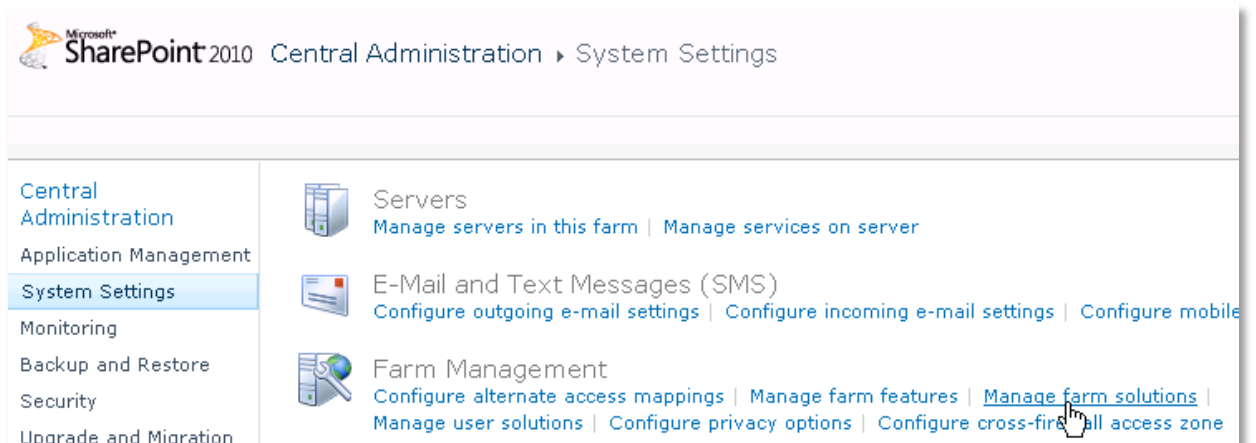 Microsoft®
SharePoint 2010 Central Administration ▸ System Settings
Central
Administration
Application Management
System Settings
Monitoring
Backup and Restore
Security
Upgrade and Migration
Servers
Manage servers in this farm | Manage services on server
E-Mail and Text Messages (SMS)
Configure outgoing e-mail settings | Configure incoming e-mail settings | Configure mobile
Farm Management
Configure alternate access mappings | Manage farm features | Manage farm solutions |
Manage user solutions | Configure privacy options | Configure cross-firewall access zone